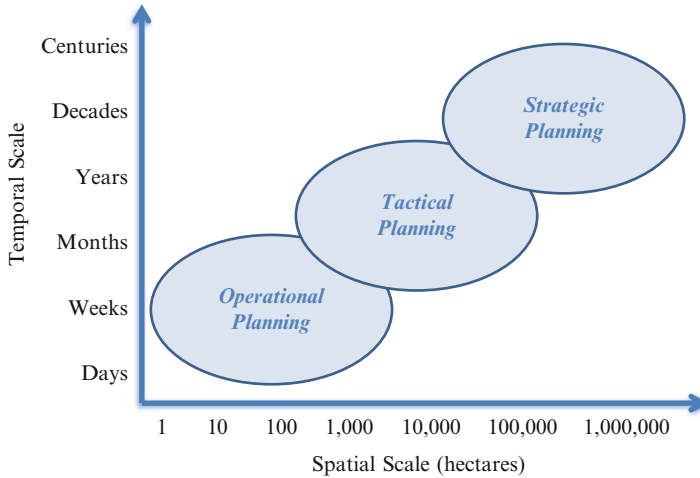 Centuries
Decades
Years
Months
Weeks
Days
Temporal Scale
Strategic
Planning
Tactical
Planning
Operational
Planning
1 10 100 1,000 10,000 100,000 1,000,000
Spatial Scale (hectares)